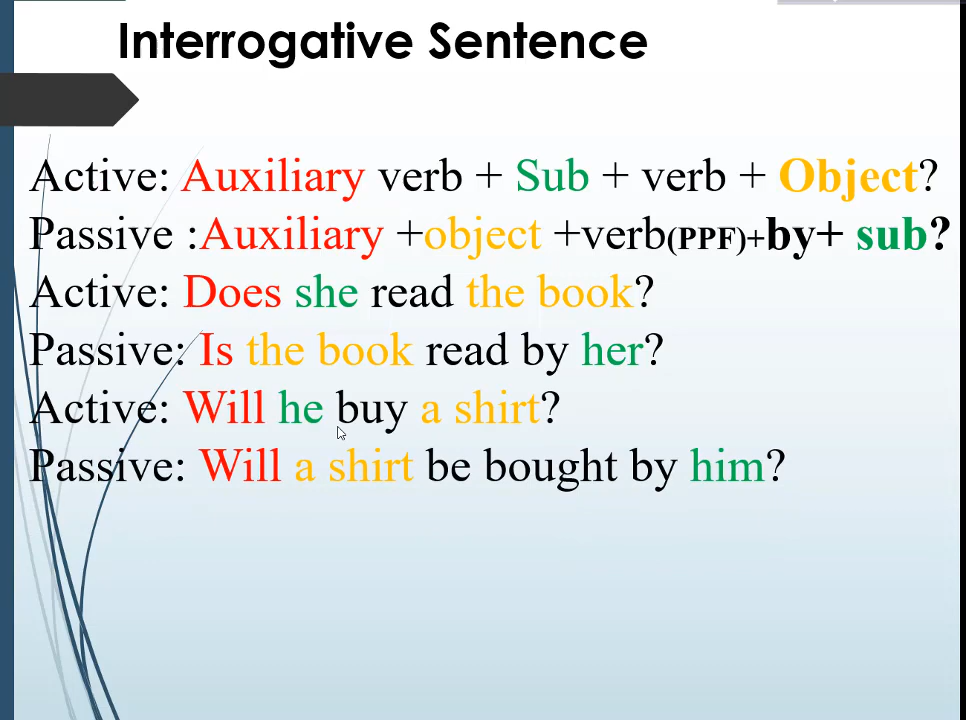 Interrogative Sentence
Active: Auxiliary verb + Sub + verb + Object?
Passive :Auxiliary +object +verb(PPF)+by+ sub?
Active: Does she read the book?
Passive: Is the book read by her?
Active: Will he buy a shirt?
Passive: Will a shirt be bought by him?